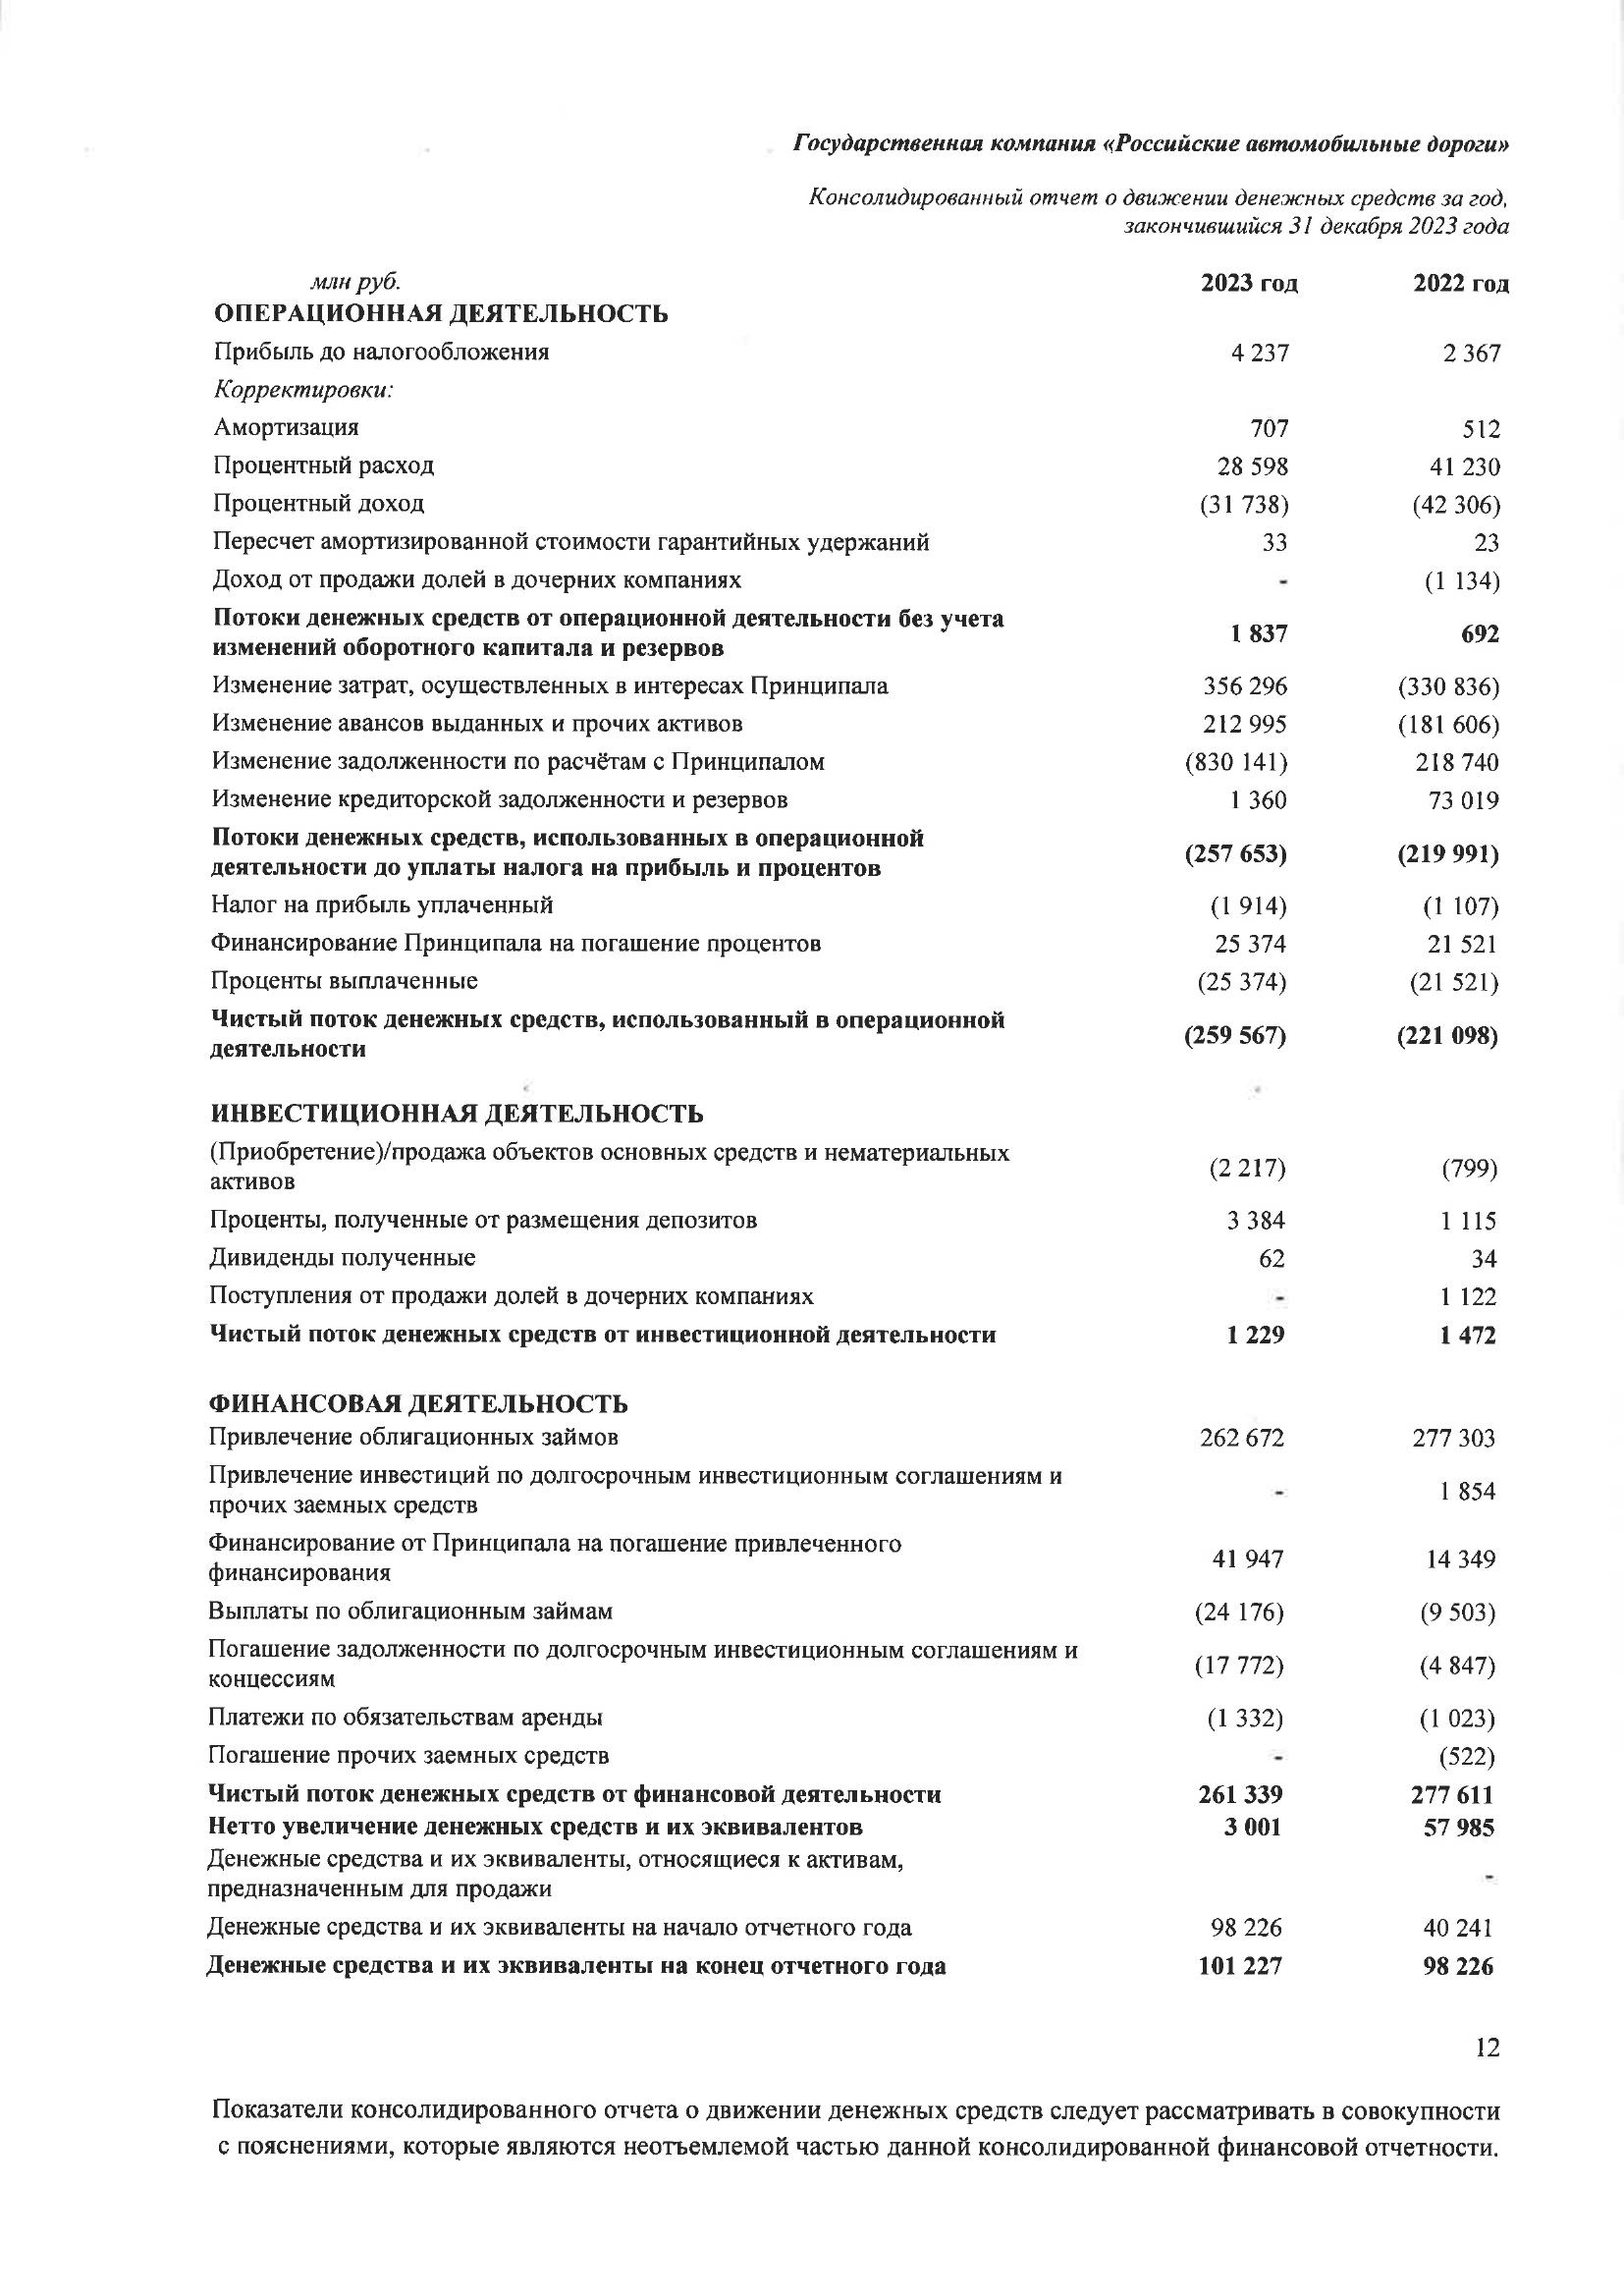 Государственная компания «Российские автомобильные дороги»
Консолидированный отчет о движении денежных средств за год,
закончившийся 31 декабря 2023 года
млн руб. 2023 год 2022 год
ОПЕРАЦИОННАЯ ДЕЯТЕЛЬНОСТЬ
Прибыль до налогообложения 4 237 2 367
Корректировки:
Амортизация 707 512
Процентный расход 28 598 41 230
Процентный доход (31 738) (42 306)
Пересчет амортизированной стоимости гарантийных удержаний 33 23
Доход от продажи долей в дочерних компаниях - (1 134)
Потоки денежных средств от операционной деятельности без учета
изменений оборотного капитала и резервов 1 837 692
Изменение затрат, осуществленных в интересах Принципала 356 296 (330 836)
Изменение авансов выданных и прочих активов 212 995 (181 606)
Изменение задолженности по расчётам с Принципалом (830 141) 218 740
Изменение кредиторской задолженности и резервов 1 360 73 019
Потоки денежных средств, использованных в операционной
деятельности до уплаты налога на прибыль и процентов (257 653) (219 991)
Налог на прибыль уплаченный (1 914) (1 107)
Финансирование Принципала на погашение процентов 25 374 21 521
Проценты выплаченные (25 374) (21 521)
Чистый поток денежных средств, использованный в операционной
деятельности (259 567) (221 098)
ИНВЕСТИЦИОННАЯ ДЕЯТЕЛЬНОСТЬ
(Приобретение)/продажа объектов основных средств и нематериальных
активов (2 217) (799)
Проценты, полученные от размещения депозитов 3 384 1 115
Дивиденды полученные 62 34
Поступления от продажи долей в дочерних компаниях - 1 122
Чистый поток денежных средств от инвестиционной деятельности 1 229 1 472
ФИНАНСОВАЯ ДЕЯТЕЛЬНОСТЬ
Привлечение облигационных займов 262 672 277 303
Привлечение инвестиций по долгосрочным инвестиционным соглашениям и
прочих заемных средств - 1 854
Финансирование от Принципала на погашение привлеченного
финансирования 41 947 14 349
Выплаты по облигационным займам (24 176) (9 503)
Погашение задолженности по долгосрочным инвестиционным соглашениям и
концессиям (17 772) (4 847)
Платежи по обязательствам аренды (1 332) (1 023)
Погашение прочих заемных средств - (522)
Чистый поток денежных средств от финансовой деятельности 261 339 277 611
Нетто увеличение денежных средств и их эквивалентов 3 001 57 985
Денежные средства и их эквиваленты, относящиеся к активам,
предназначенным для продажи -
Денежные средства и их эквиваленты на начало отчетного года 98 226 40 241
Денежные средства и их эквиваленты на конец отчетного года 101 227 98 226
12
Показатели консолидированного отчета о движении денежных средств следует рассматривать в совокупности
с пояснениями, которые являются неотъемлемой частью данной консолидированной финансовой отчетности.